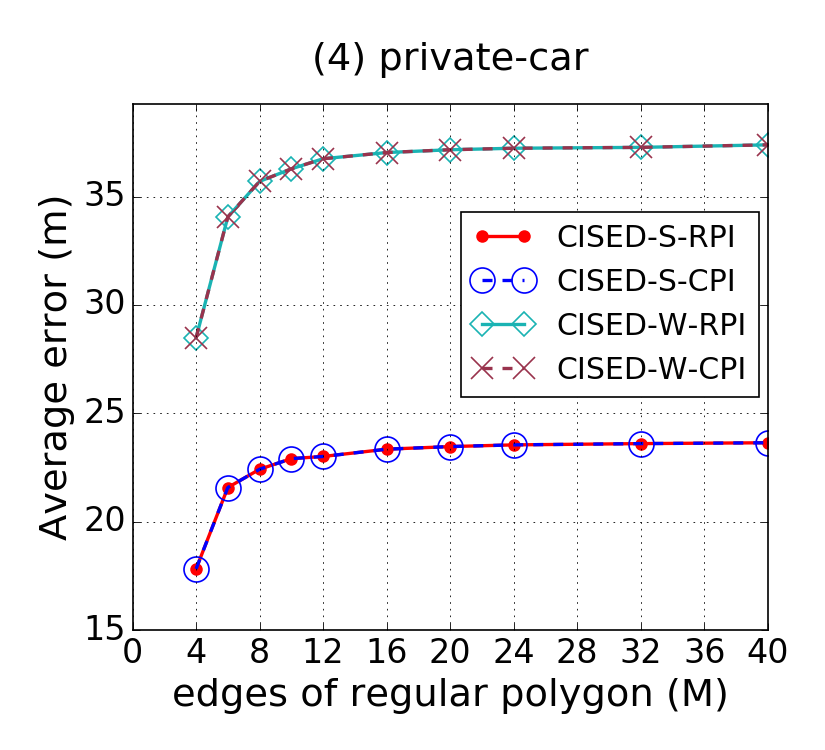 (4) private-car
Average error (m)
35
30
25
20
15
CISED-S-RPI
CISED-S-CPI
CISED-W-RPI
CISED-W-CPI
0 4 8 12 16 20 24 28 32 36 40
edges of regular polygon (M)